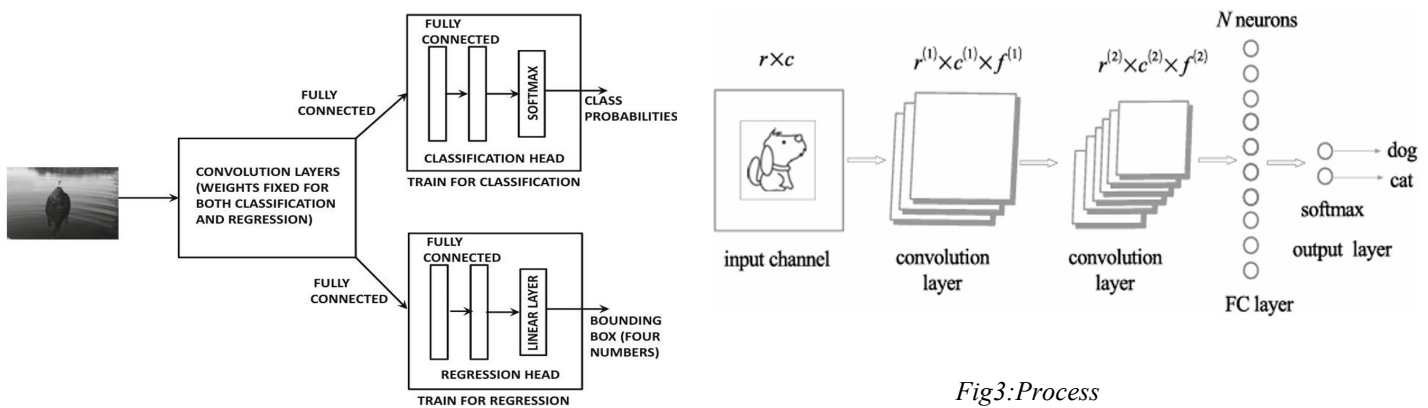 FULLY
CONNECTED
SOFTMAX
CLASS
PROBABILITIES
CLASSIFICATION HEAD
TRAIN FOR CLASSIFICATION
FULLY
CONNECTED
CONVOLUTION LAYERS
(WEIGHTS FIXED FOR
BOTH CLASSIFICATION
AND REGRESSION)
FULLY
CONNECTED
FULLY
CONNECTED
LINEAR LAYER
BOUNDING
BOX (FOUR
NUMBERS)
REGRESSION HEAD
TRAIN FOR REGRESSION
N neurons
r×c
r⁽¹⁾×c⁽¹⁾×f⁽¹⁾
r⁽²⁾×c⁽²⁾×f⁽²⁾
dog
cat
softmax
output layer
input channel
convolution
layer
convolution
layer
FC layer
Fig3:Process